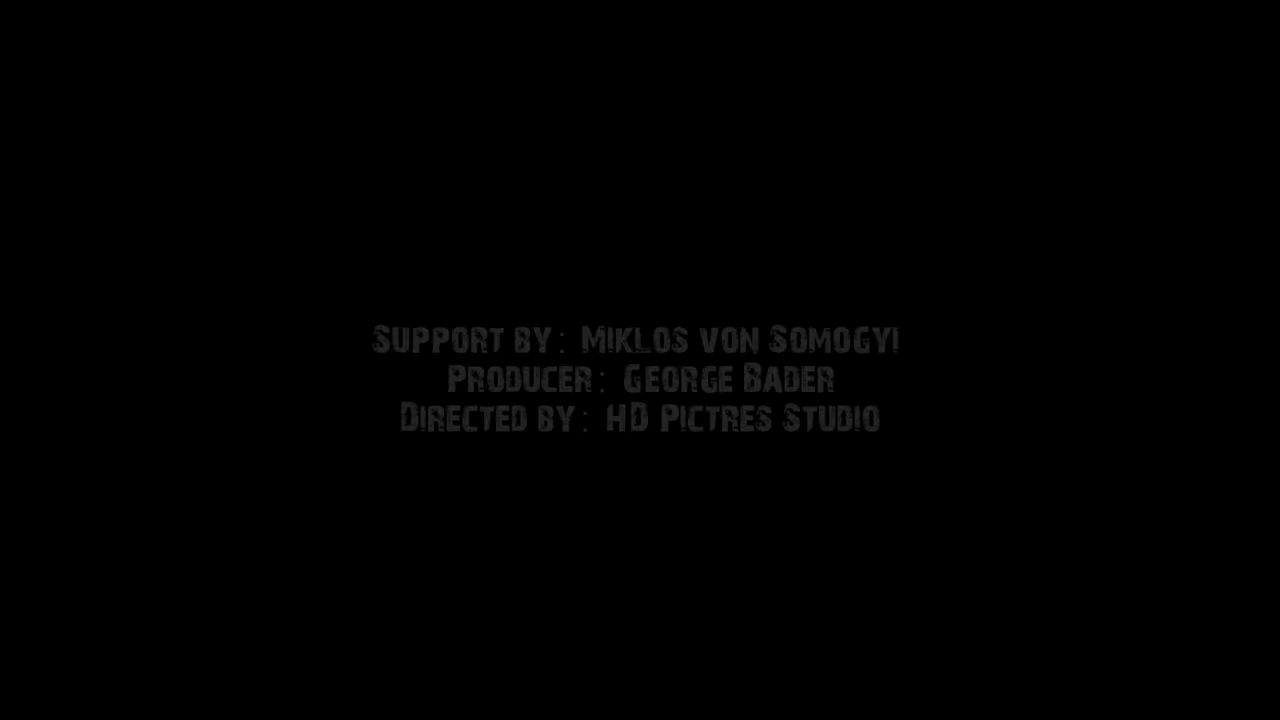 Support by: Miklos von Somogyi
Producer: George Bader
Directed by: HD Pictres Studio